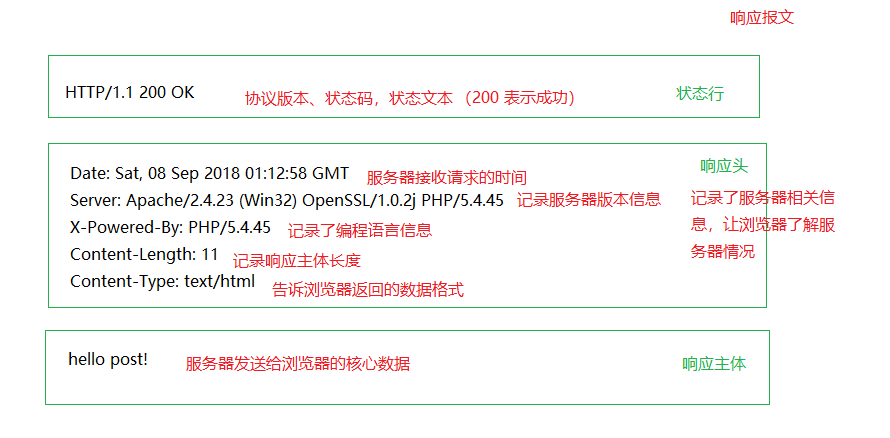 响应报文
HTTP/1.1 200 OK 协议版本、状态码，状态文本 （200 表示成功） 状态行
响应头
Date: Sat, 08 Sep 2018 01:12:58 GMT 服务器接收请求的时间
Server: Apache/2.4.23 (Win32) OpenSSL/1.0.2j PHP/5.4.45 记录服务器版本信息
X-Powered-By: PHP/5.4.45 记录了编程语言信息
Content-Length: 11 记录响应主体长度
Content-Type: text/html 告诉浏览器返回的数据格式
记录了服务器相关信
息，让浏览器了解服
务器情况
hello post! 服务器发送给浏览器的核心数据 响应主体